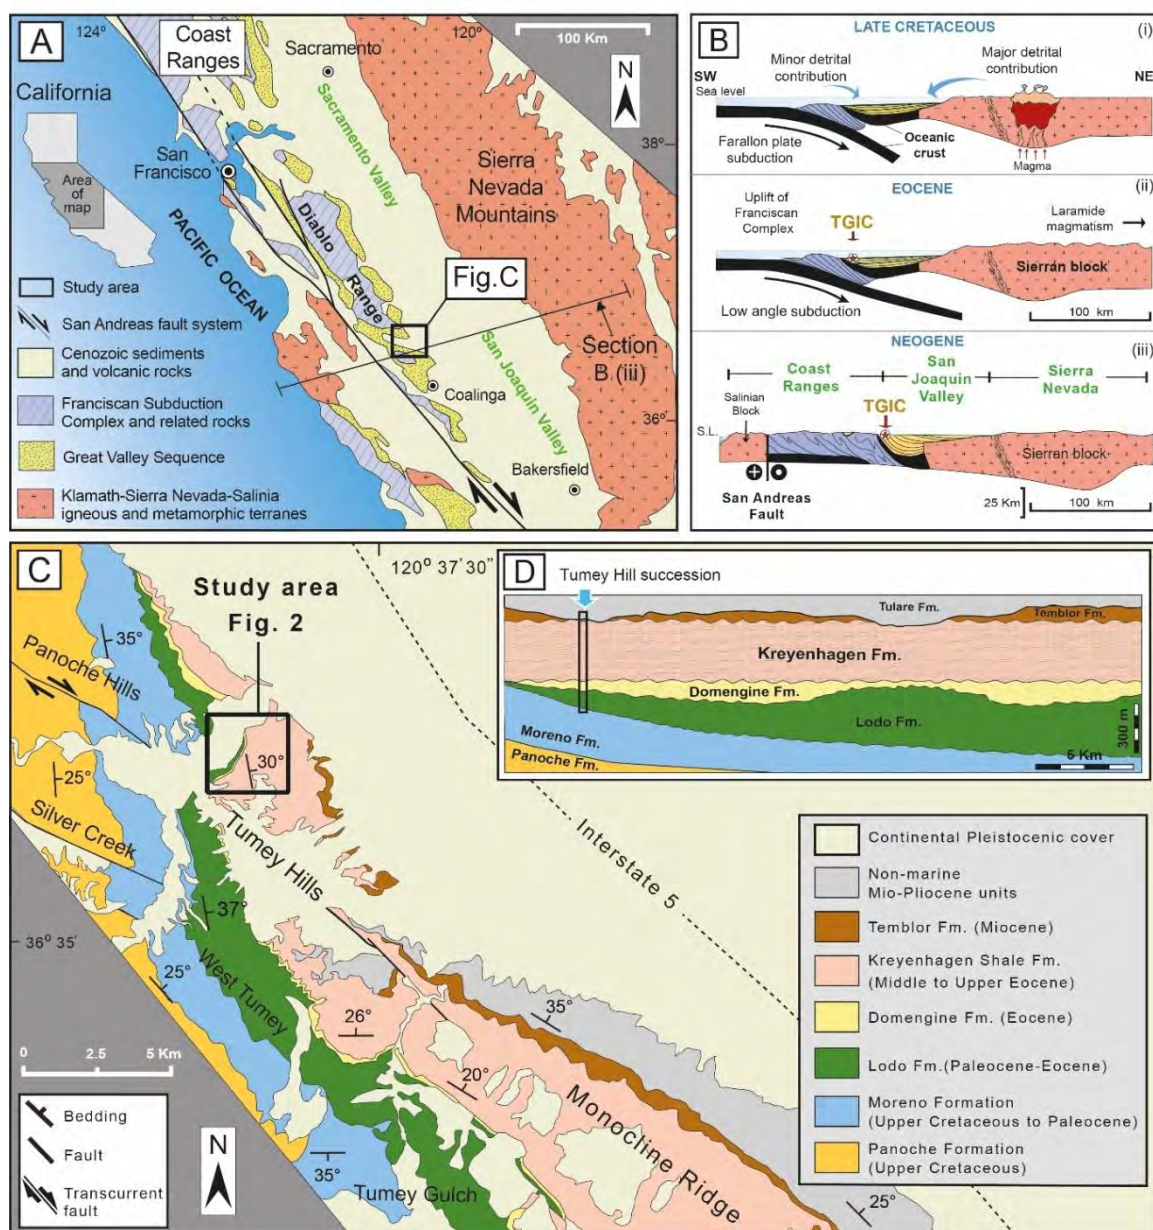 A
124°
Coast
Ranges
Sacramento
120°
100 Km
N
California
Sacramento Valley
38°
San
Francisco
Sierra
Nevada
Mountains
Area
of
map
PACIFIC OCEAN
Diablo
Range
Fig.C
Study area
San Andreas fault system
Cenozoic sediments
and volcanic rocks
San Joaquin Valley
Section
B (iii)
Coalinga
Franciscan Subduction
Complex and related rocks
36°
Great Valley Sequence
Bakersfield
Klamath-Sierra Nevada-Salinia
igneous and metamorphic terranes
B
LATE CRETACEOUS
(i)
SW
Sea level
Minor detrital
contribution
Major detrital
contribution
NE
Farallon plate
subduction
Oceanic
crust
Magma
EOCENE
(ii)
Uplift of
Franciscan
Complex
TGIC
Laramide
magmatism
Sierran block
Low angle subduction
100 km
NEOGENE
(iii)
Coast
Ranges
San
Joaquin
Valley
Sierra
Nevada
Salinian
Block
TGIC
S.L.
Sierran block
San Andreas
Fault
25 Km
100 km
C
120° 37' 30"
Study area
Fig. 2
35°
Panoche Hills
30°
25°
Silver Creek
Tumey Hills
Interstate 5
37°
36° 35'
West Tumey
25°
35°
26°
20°
Monocline Ridge
0 2.5 5 Km
Bedding
Fault
Transcurrent
fault
N
35°
Tumey Gulch
25°
D
Tumey Hill succession
Tulare Fm.
Temblor Fm.
Kreyenhagen Fm.
Domengine Fm.
Lodo Fm.
Moreno Fm.
Panoche Fm.
300 m
5 Km
Continental Pleistocenic cover
Non-marine
Mio-Pliocene units
Temblor Fm. (Miocene)
Kreyenhagen Shale Fm.
(Middle to Upper Eocene)
Domengine Fm. (Eocene)
Lodo Fm.(Paleocene-Eocene)
Moreno Formation
(Upper Cretaceous to Paleocene)
Panoche Formation
(Upper Cretaceous)